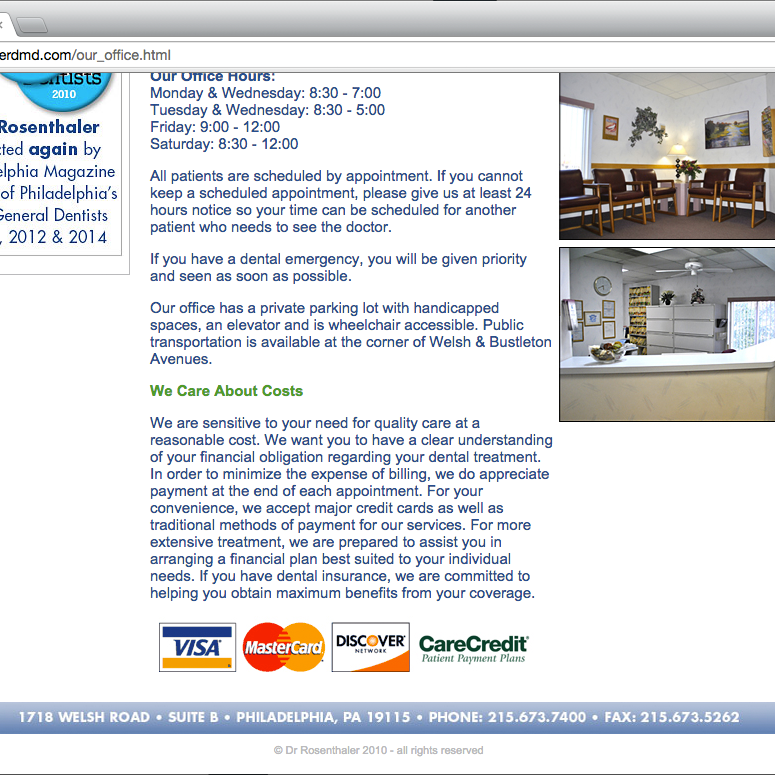 erdmd.com/our_office.html
Dentists
2010
Rosenthaler
cted again by
elphia Magazine
of Philadelphia's
General Dentists
, 2012 & 2014
Our Office Hours:
Monday & Wednesday: 8:30 - 7:00
Tuesday & Wednesday: 8:30 - 5:00
Friday: 9:00 - 12:00
Saturday: 8:30 - 12:00
All patients are scheduled by appointment. If you cannot
keep a scheduled appointment, please give us at least 24
hours notice so your time can be scheduled for another
patient who needs to see the doctor.
If you have a dental emergency, you will be given priority
and seen as soon as possible.
Our office has a private parking lot with handicapped
spaces, an elevator and is wheelchair accessible. Public
transportation is available at the corner of Welsh & Bustleton
Avenues.
We Care About Costs
We are sensitive to your need for quality care at a
reasonable cost. We want you to have a clear understanding
of your financial obligation regarding your dental treatment.
In order to minimize the expense of billing, we do appreciate
payment at the end of each appointment. For your
convenience, we accept major credit cards as well as
traditional methods of payment for our services. For more
extensive treatment, we are prepared to assist you in
arranging a financial plan best suited to your individual
needs. If you have dental insurance, we are committed to
helping you obtain maximum benefits from your coverage.
VISA
MasterCard
DISCOVER
NETWORK
CareCredit®
Patient Payment Plans
1718 WELSH ROAD • SUITE B • PHILADELPHIA, PA 19115 • PHONE: 215.673.7400 • FAX: 215.673.5262
© Dr Rosenthaler 2010 - all rights reserved